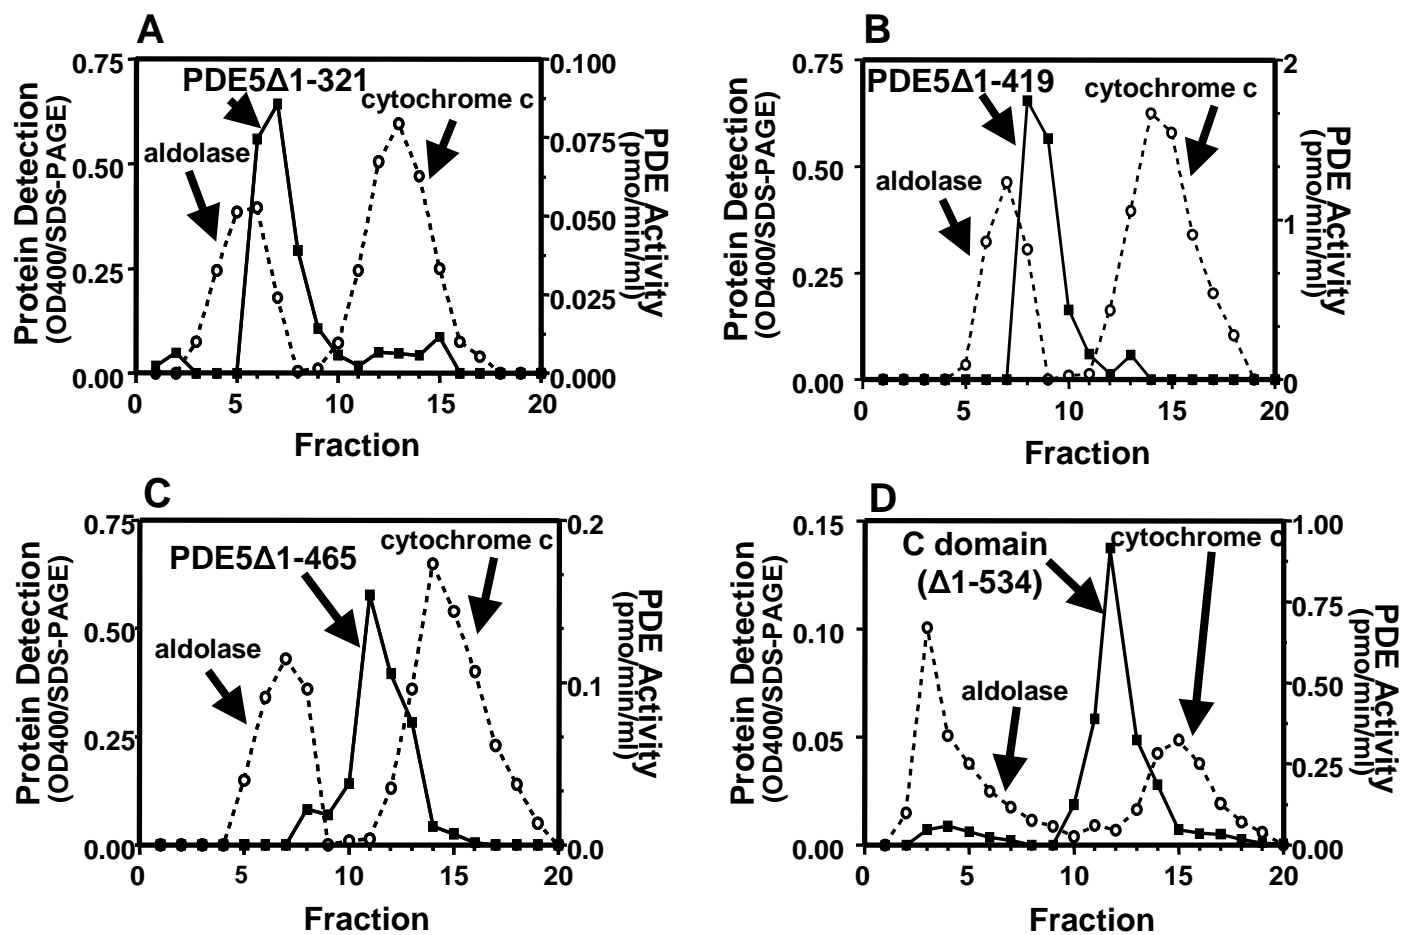 A
0.75
0.50
0.25
0.00
0.100
0.075
0.050
0.025
0.000
PDE5Δ1-321
cytochrome c
aldolase
Protein Detection
(OD400/SDS-PAGE)
PDE Activity
(pmo/min/ml)
0 5 10 15 20
Fraction
B
0.75
0.50
0.25
0.00
2
1
0
PDE5Δ1-419
cytochrome c
aldolase
Protein Detection
(OD400/SDS-PAGE)
PDE Activity
(pmo/min/ml)
0 5 10 15 20
Fraction
C
0.75
0.50
0.25
0.00
0.2
0.1
0.0
PDE5Δ1-465
cytochrome c
aldolase
Protein Detection
(OD400/SDS-PAGE)
PDE Activity
(pmo/min/ml)
0 5 10 15 20
Fraction
D
0.15
0.10
0.05
0.00
1.00
0.75
0.50
0.25
0.00
C domain
(Δ1-534)
cytochrome c
aldolase
Protein Detection
(OD400/SDS-PAGE)
PDE Activity
(pmo/min/ml)
0 5 10 15 20
Fraction